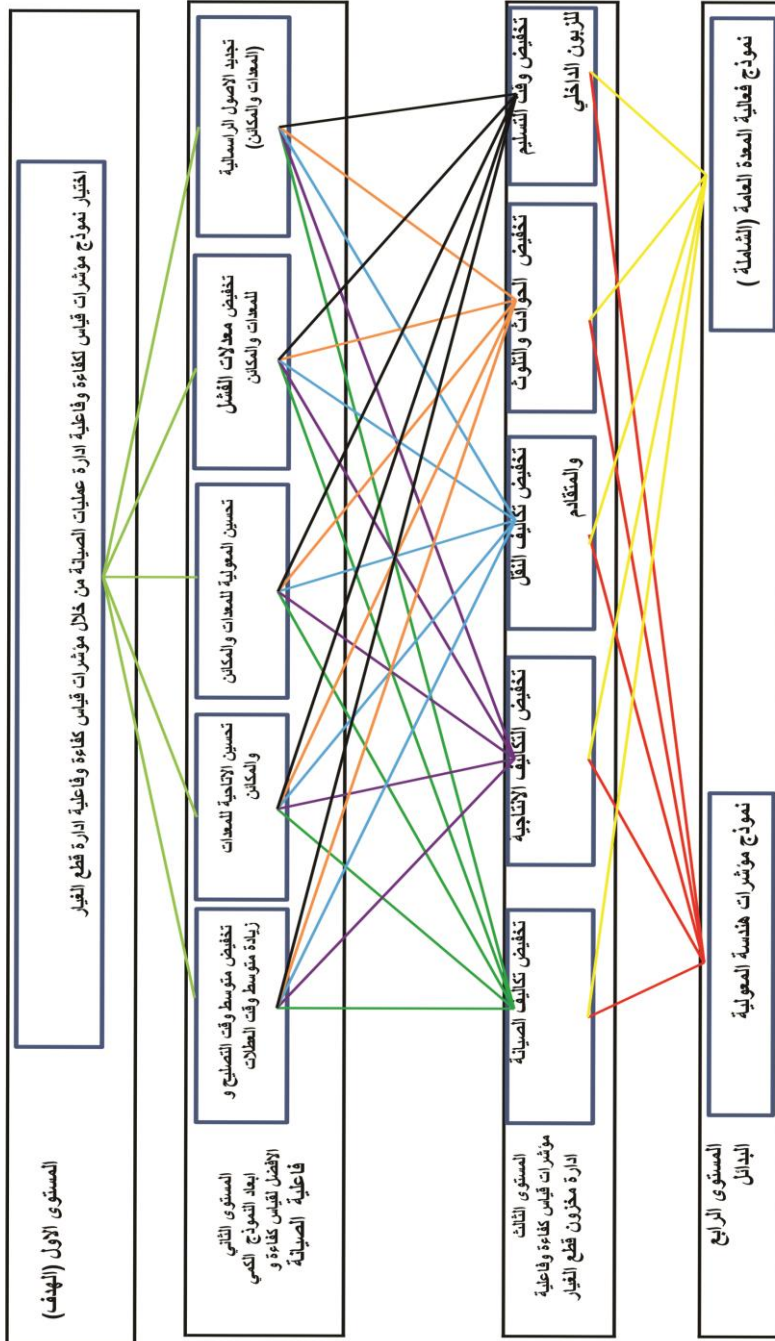 المستوى الاول (الهدف)
اختيار نموذج مؤشرات قياس لكفاءة وفاعلية ادارة عمليات الصيانة من خلال مؤشرات قياس كفاءة وفاعلية ادارة قطع الغيار
المستوى الثاني
ابعاد النموذج الكمي
الافضل لقياس كفاءة و
فاعلية الصيانة
تجديد الاصول الراسمالية
(المعدات والمكائن)
تخفيض معدلات الفشل
للمعدات والمكائن
تحسين المعولية للمعدات والمكائن
تحسين الاتاحية للمعدات
والمكائن
تخفيض متوسط وقت التصليح و
زيادة متوسط وقت العطلات
المستوى الثالث
مؤشرات قياس كفاءة وفاعلية
ادارة مخزون قطع الغيار
تخفيض وقت التسليم
للزبون الداخلي
تخفيض الحوادث والتلوث
تخفيض تكاليف النقل
والمتقادم
تخفيض التكاليف الانتاجية
تخفيض تكاليف الصيانة
المستوى الرابع
البدائل
نموذج فعالية المعدة العامة (الشاملة )
نموذج مؤشرات هندسة المعولية